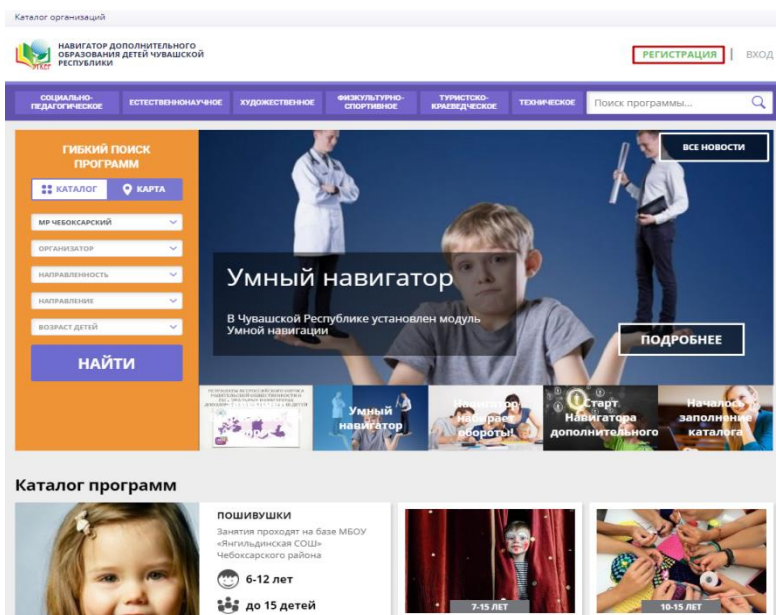 Каталог организаций
НАВИГАТОР ДОПОЛНИТЕЛЬНОГО
ОБРАЗОВАНИЯ ДЕТЕЙ ЧУВАШСКОЙ
РЕСПУБЛИКИ
РЕГИСТРАЦИЯ | ВХОД
СОЦИАЛЬНО-
ПЕДАГОГИЧЕСКОЕ
ЕСТЕСТВЕННОНАУЧНОЕ
ХУДОЖЕСТВЕННОЕ
ФИЗКУЛЬТУРНО-
СПОРТИВНОЕ
ТУРИСТСКО-
КРАЕВЕДЧЕСКОЕ
ТЕХНИЧЕСКОЕ
Поиск программы...
ГИБКИЙ ПОИСК
ПРОГРАММ
КАТАЛОГ
КАРТА
МР ЧЕБОКСАРСКИЙ
ОРГАНИЗАТОР
НАПРАВЛЕННОСТЬ
НАПРАВЛЕНИЕ
ВОЗРАСТ ДЕТЕЙ
НАЙТИ
ВСЕ НОВОСТИ
Умный навигатор
В Чувашской Республике установлен модуль
Умной навигации
ПОДРОБНЕЕ
Умный
навигатор
Навигатор
набирает
обороты!
Старт
Навигатора
дополнительного
Началось
заполнение
каталога
Каталог программ
ПОШИВУШКИ
Занятия проходят на базе МБОУ
«Янгильдинская СОШ»
Чебоксарского района
6-12 лет
до 15 детей
7-15 ЛЕТ
10-15 ЛЕТ